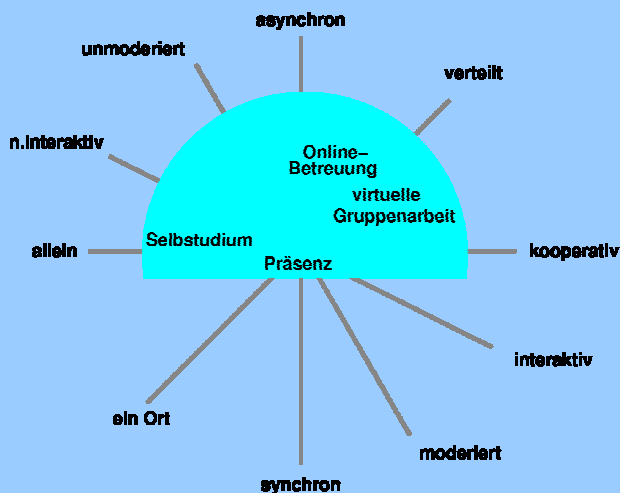 asynchron
unmoderiert
verteilt
n.interaktiv
Online-
Betreuung
virtuelle
Gruppenarbeit
allein
Selbstudium
kooperativ
Präsenz
interaktiv
ein Ort
moderiert
synchron